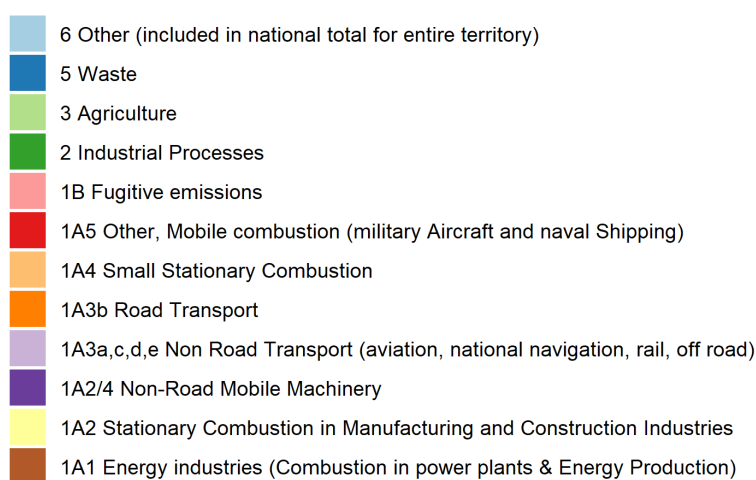 6 Other (included in national total for entire territory)
5 Waste
3 Agriculture
2 Industrial Processes
1B Fugitive emissions
1A5 Other, Mobile combustion (military Aircraft and naval Shipping)
1A4 Small Stationary Combustion
1A3b Road Transport
1A3a,c,d,e Non Road Transport (aviation, national navigation, rail, off road)
1A2/4 Non-Road Mobile Machinery
1A2 Stationary Combustion in Manufacturing and Construction Industries
1A1 Energy industries (Combustion in power plants & Energy Production)